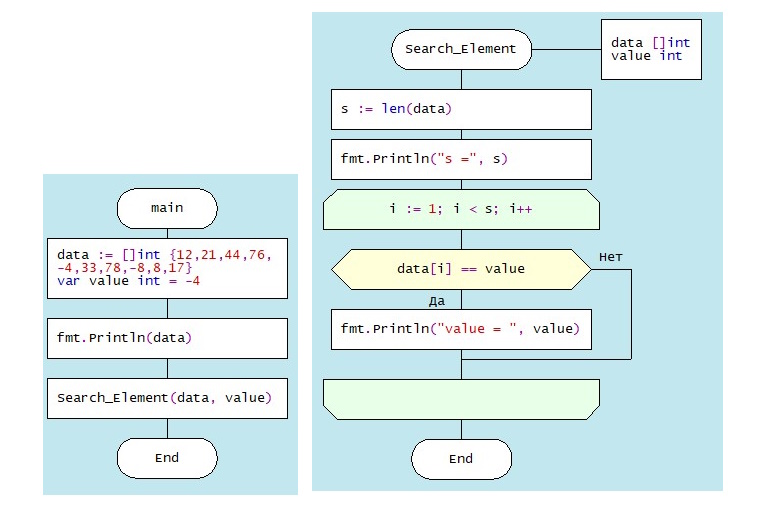 main
data := []int {12,21,44,76,
-4,33,78,-8,8,17}
var value int = -4
fmt.Println(data)
Search_Element(data, value)
End
Search_Element
data []int
value int
s := len(data)
fmt.Println("s =", s)
i := 1; i < s; i++
data[i] == value
Нет
Да
fmt.Println("value = ", value)
End